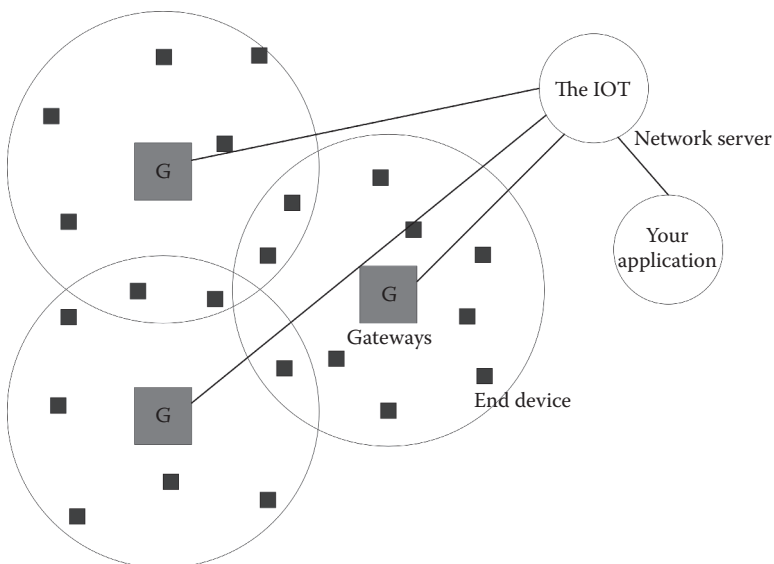 The IOT
Network server
G
Your
application
G
Gateways
End device
G